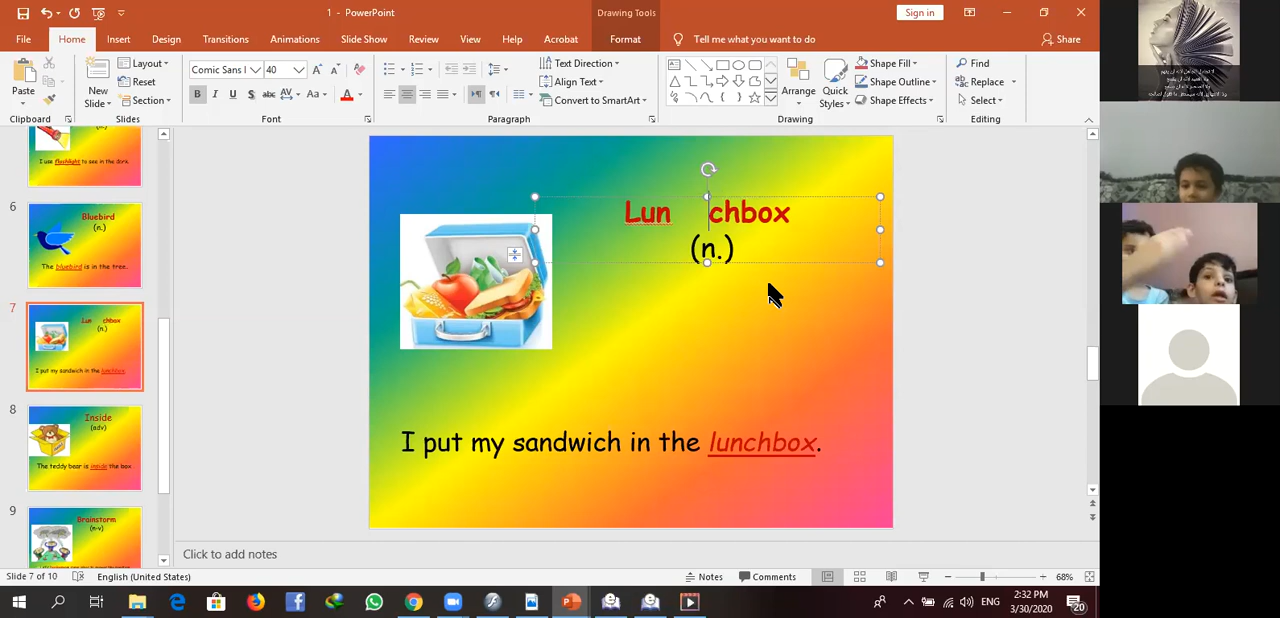 1 - PowerPoint
Drawing Tools
Sign in
File
Home
Insert
Design
Transitions
Animations
Slide Show
Review
View
Help
Acrobat
Format
Tell me what you want to do
Share
Paste
New
Slide
Layout
Reset
Section
Comic Sans I
40
B I U S abc AV Aa A
Text Direction
Align Text
Convert to SmartArt
Arrange
Quick
Styles
Shape Fill
Shape Outline
Shape Effects
Find
Replace
Select
Clipboard
Slides
Font
Paragraph
Drawing
Editing
(n.)
I use flashlight to see in the dark.
6
Bluebird
(n.)
The bluebird is in the tree.
7
Lun chbox
(n.)
I put my sandwich in the lunchbox.
8
Inside
(adv)
The teddy bear is inside the box
9
Brainstorm
(n-v)
Lun chbox
(n.)
I put my sandwich in the lunchbox.
Click to add notes
Slide 7 of 10
English (United States)
Notes
Comments
68%
ENG
2:32 PM
3/30/2020
20